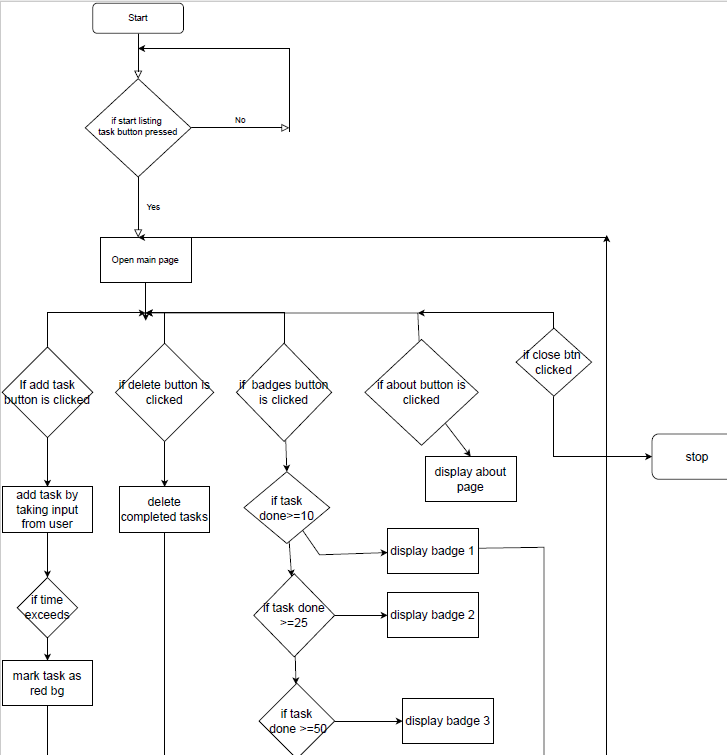 Start
if start listing
task button pressed
No
Yes
Open main page
If add task
button is clicked
if delete button is
clicked
if badges button
is clicked
if about button is
clicked
if close btn
clicked
stop
display about
page
add task by
taking input
from user
delete
completed tasks
if task
done>=10
display badge 1
if time
exceeds
if task done
>=25
display badge 2
mark task as
red bg
if task
done >=50
display badge 3